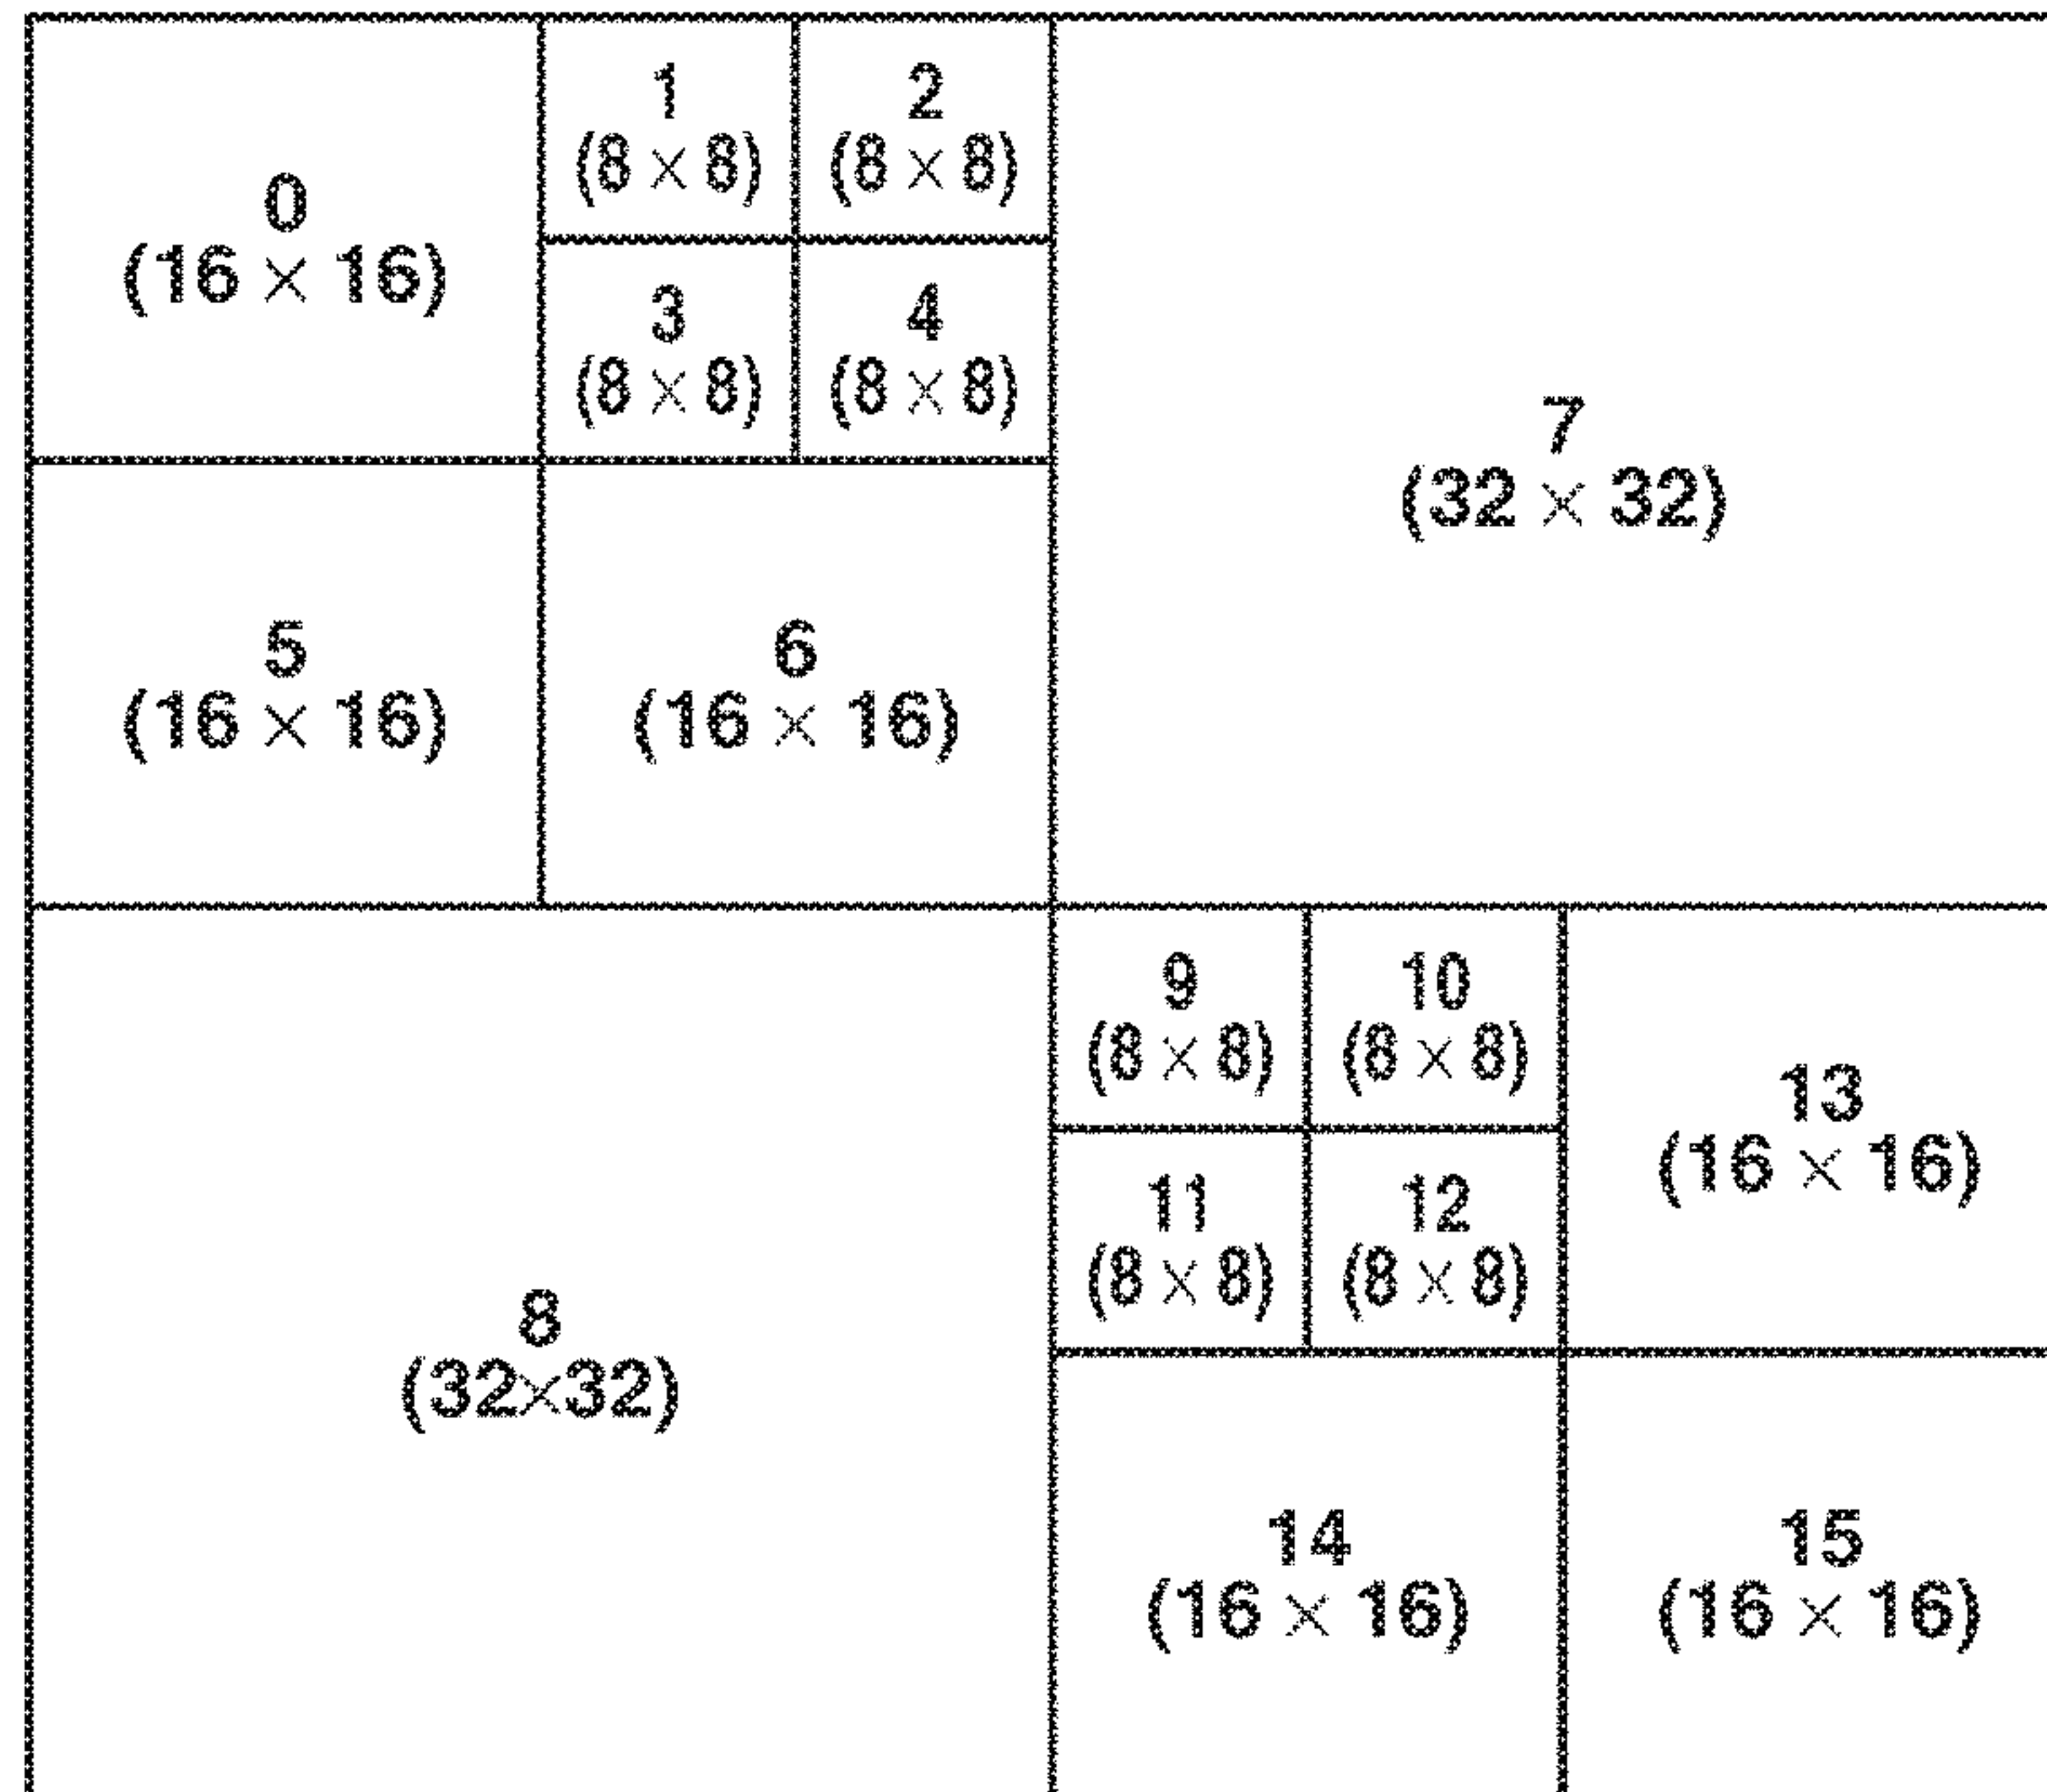 0
(16 × 16)
1
(8 × 8)
2
(8 × 8)
3
(8 × 8)
4
(8 × 8)
5
(16 × 16)
6
(16 × 16)
7
(32 × 32)
8
(32×32)
9
(8 × 8)
10
(8 × 8)
11
(8 × 8)
12
(8 × 8)
13
(16 × 16)
14
(16 × 16)
15
(16 × 16)